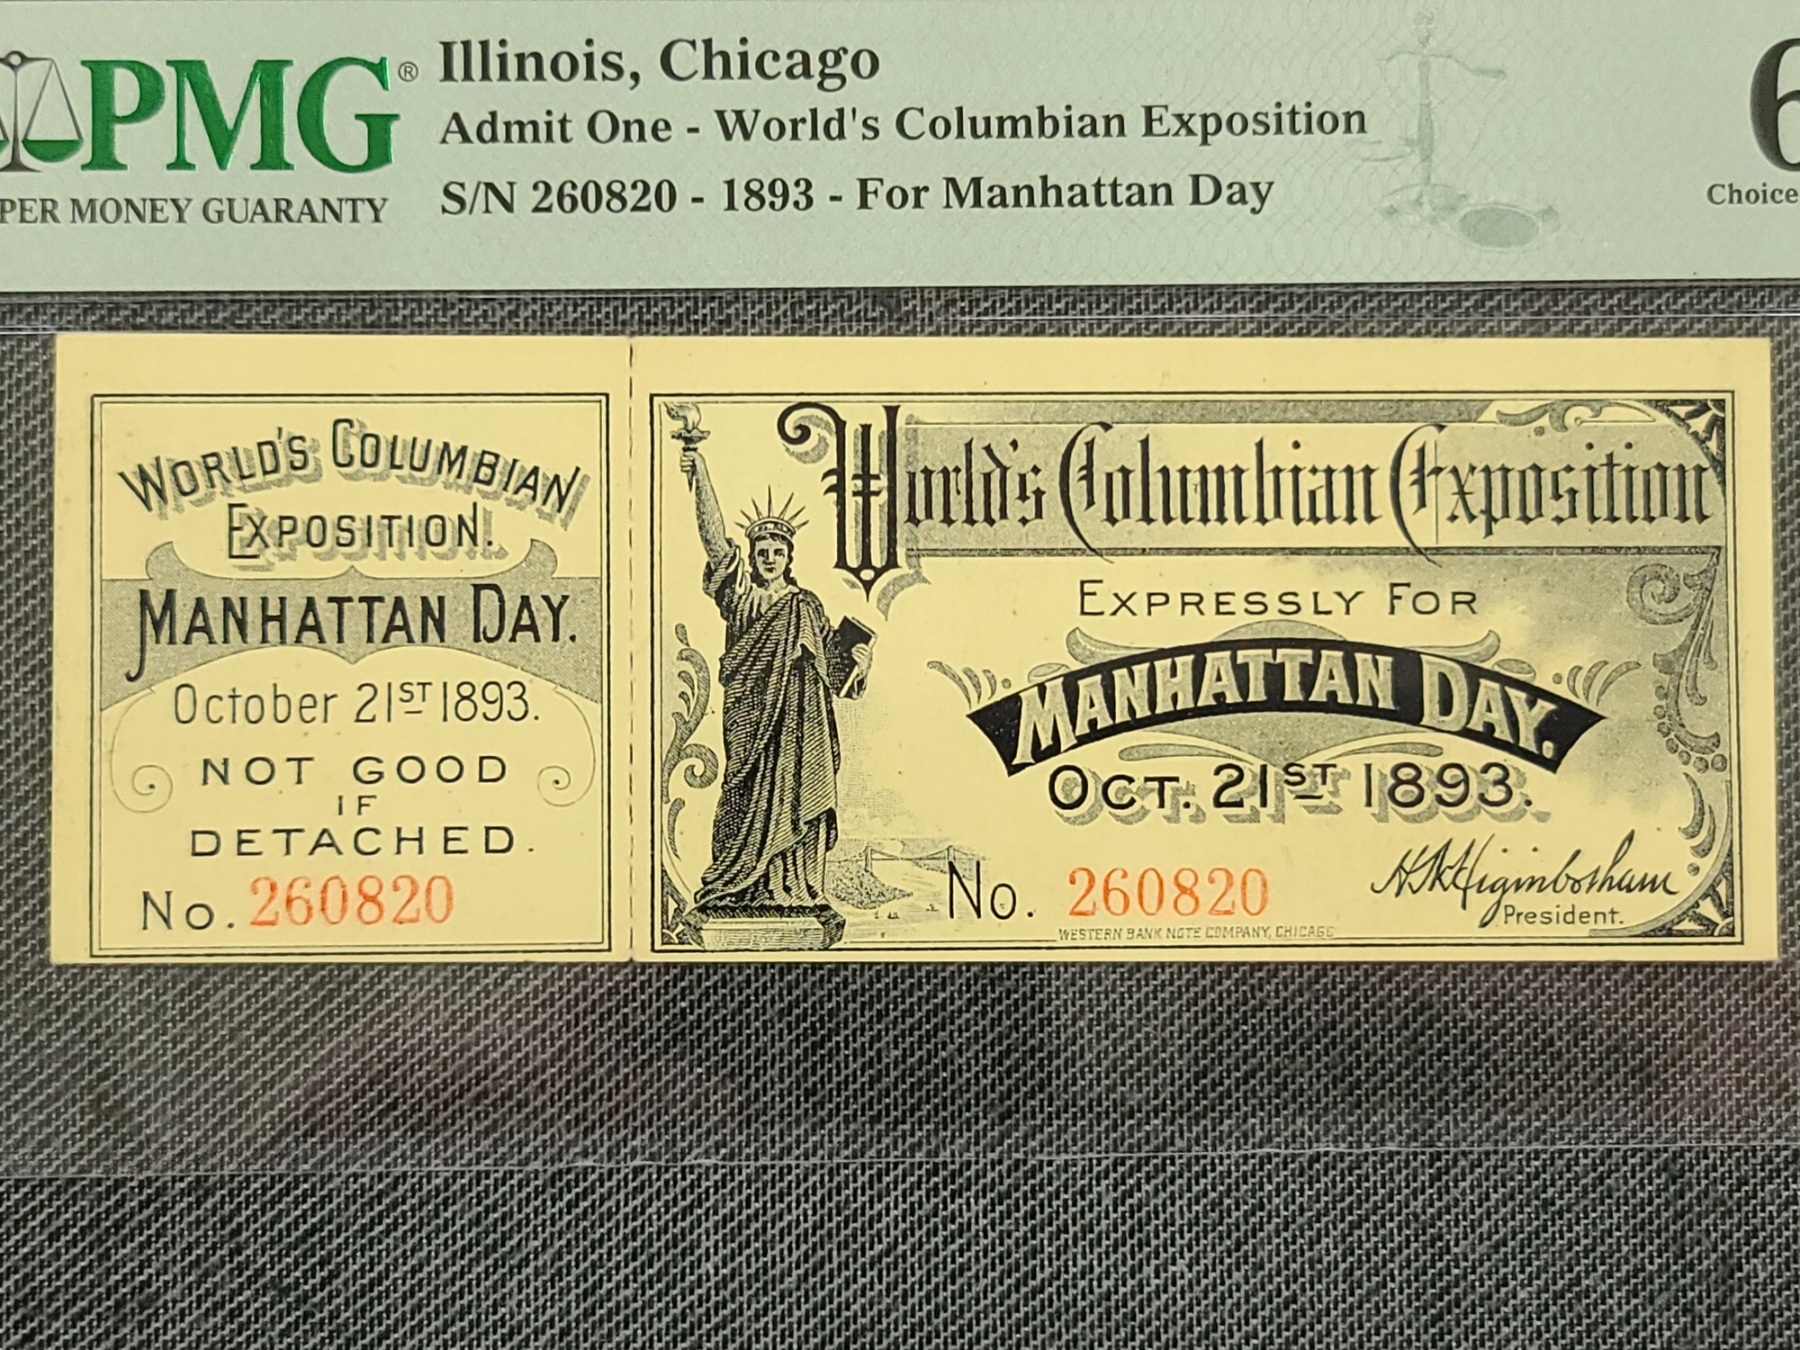 PMG®
PER MONEY GUARANTY
Illinois, Chicago
Admit One - World's Columbian Exposition
S/N 260820 - 1893 - For Manhattan Day
6
Choice
WORLD'S COLUMBIAN
EXPOSITION.
MANHATTAN DAY.
October 21ST 1893.
NOT GOOD
IF
DETACHED.
No. 260820
World's Columbian Exposition
EXPRESSLY FOR
MANHATTAN DAY.
OCT. 21ST 1893.
No. 260820
H.N. Higinbotham
President.
WESTERN BANK NOTE COMPANY, CHICAGO